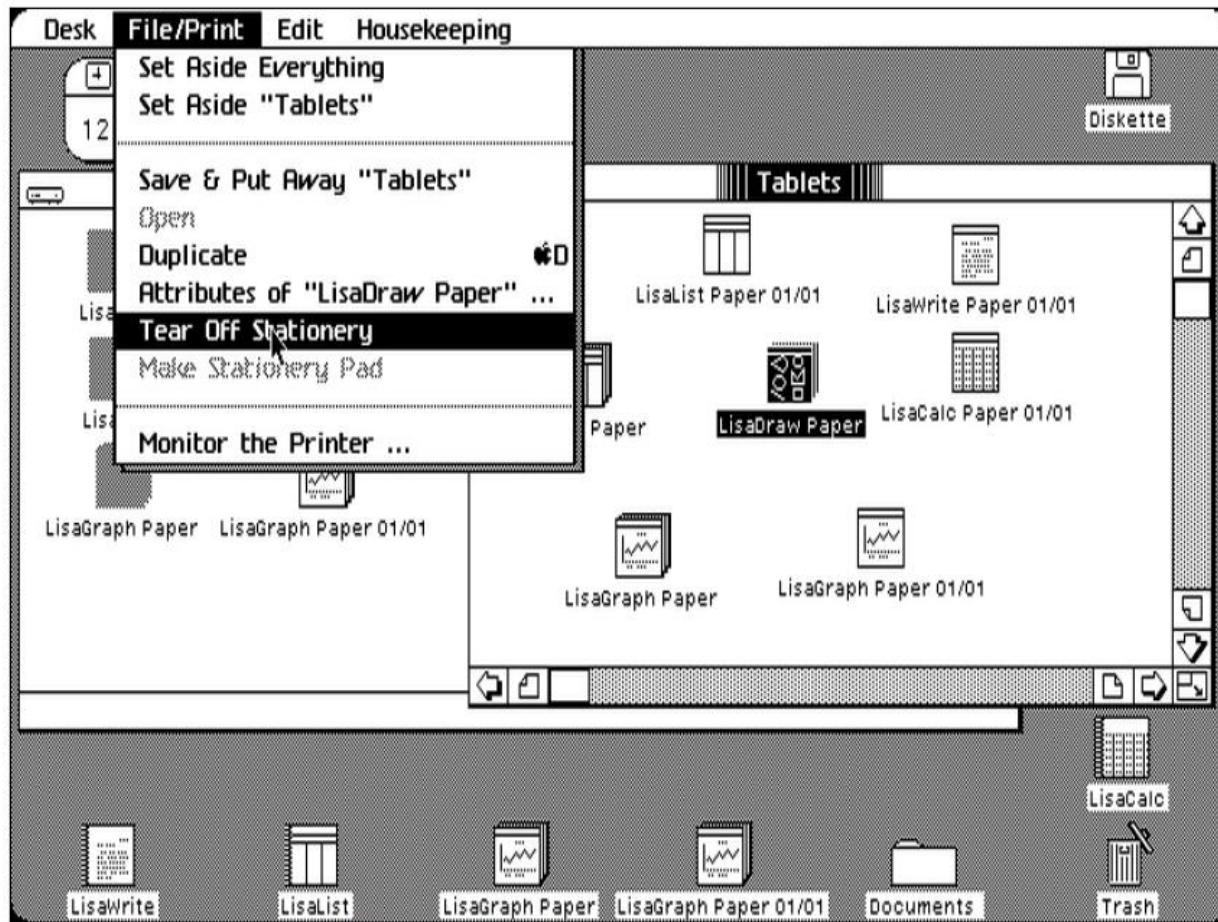 Desk File/Print Edit Housekeeping
Set Aside Everything
Set Aside "Tablets"
Save & Put Away "Tablets"
Open
Duplicate D
Attributes of "LisaDraw Paper" ...
Tear Off Stationery
Make Stationery Pad
Monitor the Printer ...
12
Diskette
Tablets
LisaList Paper 01/01
LisaWrite Paper 01/01
Paper
LisaDraw Paper
LisaCalc Paper 01/01
LisaGraph Paper
LisaGraph Paper 01/01
Lisa
Lisa
LisaGraph Paper
LisaGraph Paper 01/01
LisaCalc
LisaWrite
LisaList
LisaGraph Paper
LisaGraph Paper 01/01
Documents
Trash